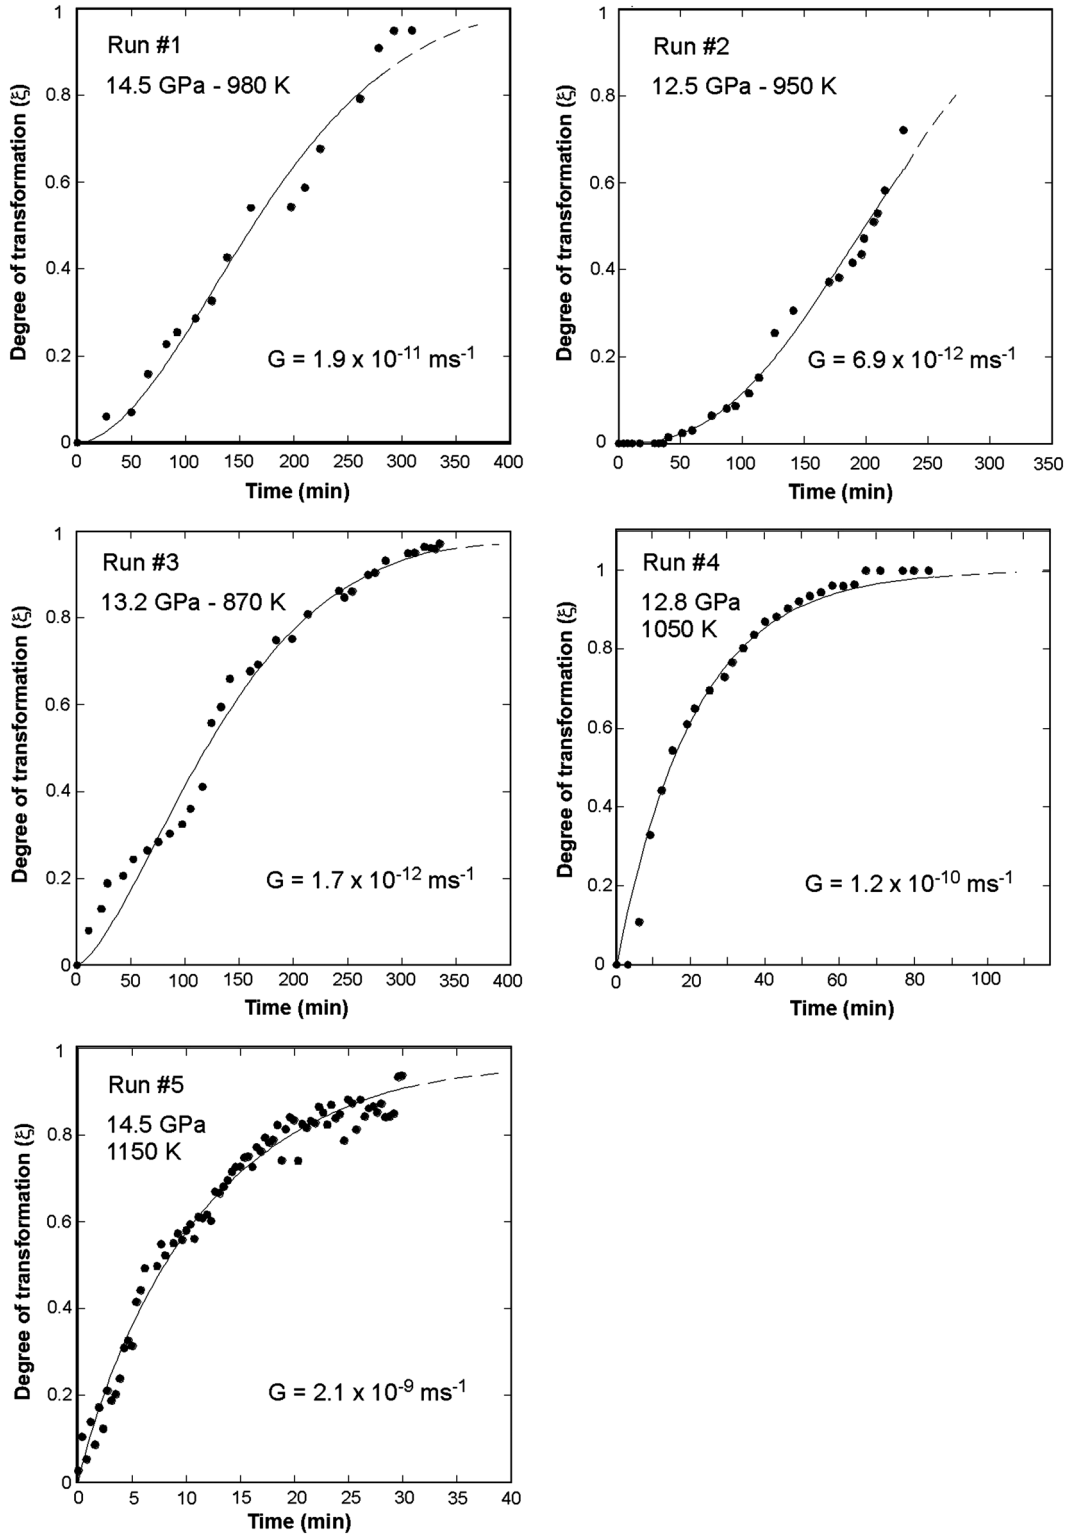 Run #1
14.5 GPa - 980 K
G = 1.9 x 10⁻¹¹ ms⁻¹
Degree of transformation (ξ)
1
0.8
0.6
0.4
0.2
0
0 50 100 150 200 250 300 350 400
Time (min)
Run #2
12.5 GPa - 950 K
G = 6.9 x 10⁻¹² ms⁻¹
Degree of transformation (ξ)
1
0.8
0.6
0.4
0.2
0
0 50 100 150 200 250 300 350
Time (min)
Run #3
13.2 GPa - 870 K
G = 1.7 x 10⁻¹² ms⁻¹
Degree of transformation (ξ)
1
0.8
0.6
0.4
0.2
0
0 50 100 150 200 250 300 350 400
Time (min)
Run #4
12.8 GPa
1050 K
G = 1.2 x 10⁻¹⁰ ms⁻¹
Degree of transformation (ξ)
1
0.8
0.6
0.4
0.2
0
0 20 40 60 80 100
Time (min)
Run #5
14.5 GPa
1150 K
G = 2.1 x 10⁻⁹ ms⁻¹
Degree of transformation (ξ)
1
0.8
0.6
0.4
0.2
0
0 5 10 15 20 25 30 35 40
Time (min)